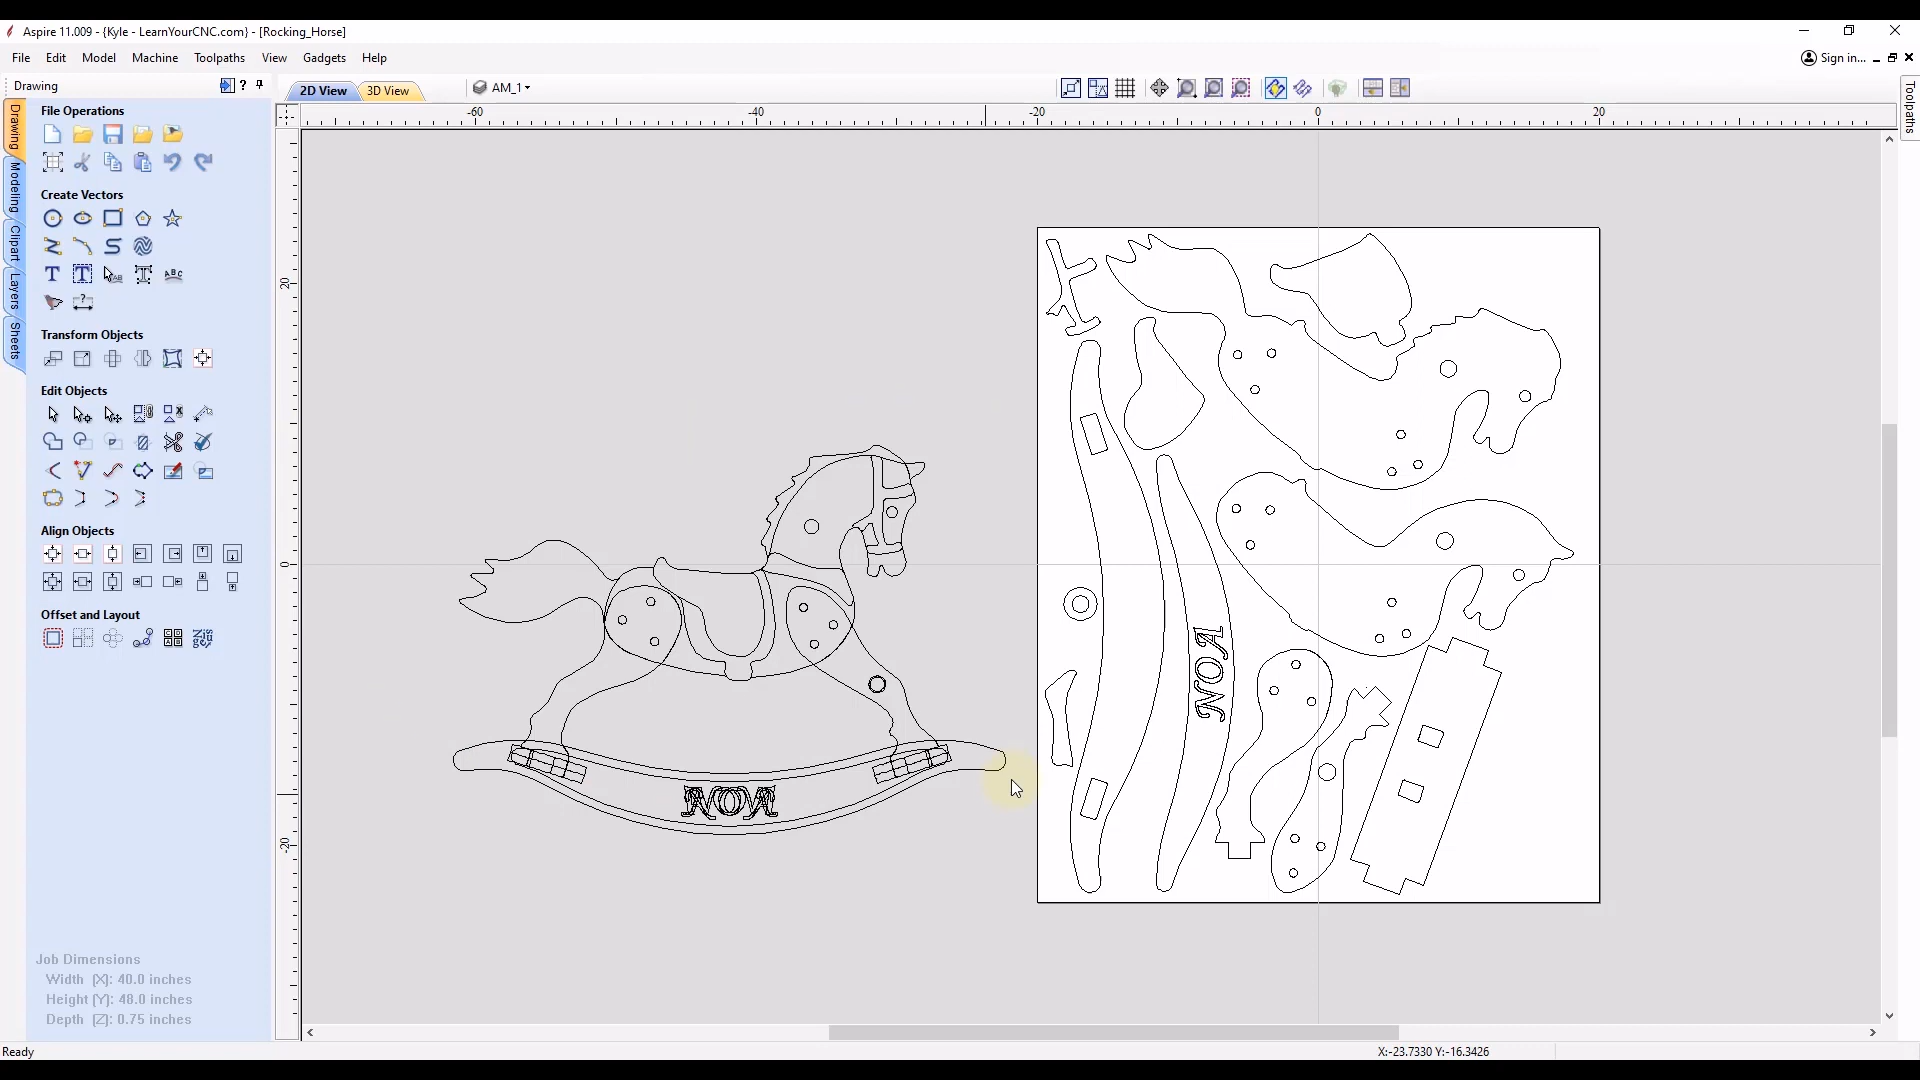 Aspire 11.009 - {Kyle - LearnYourCNC.com} - [Rocking_Horse]
File Edit Model Machine Toolpaths View Gadgets Help
Sign in...
Drawing
2D View 3D View AM_1
Toolpaths
Drawing
Modeling
Clipart
Layers
Sheets
File Operations
Create Vectors
Transform Objects
Edit Objects
Align Objects
Offset and Layout
-60 -40 -20 0 20
20
0
-20
NOA
Job Dimensions
Width (X): 40.0 inches
Height (Y): 48.0 inches
Depth (Z): 0.75 inches
Ready
X:-23.7330 Y:-16.3426